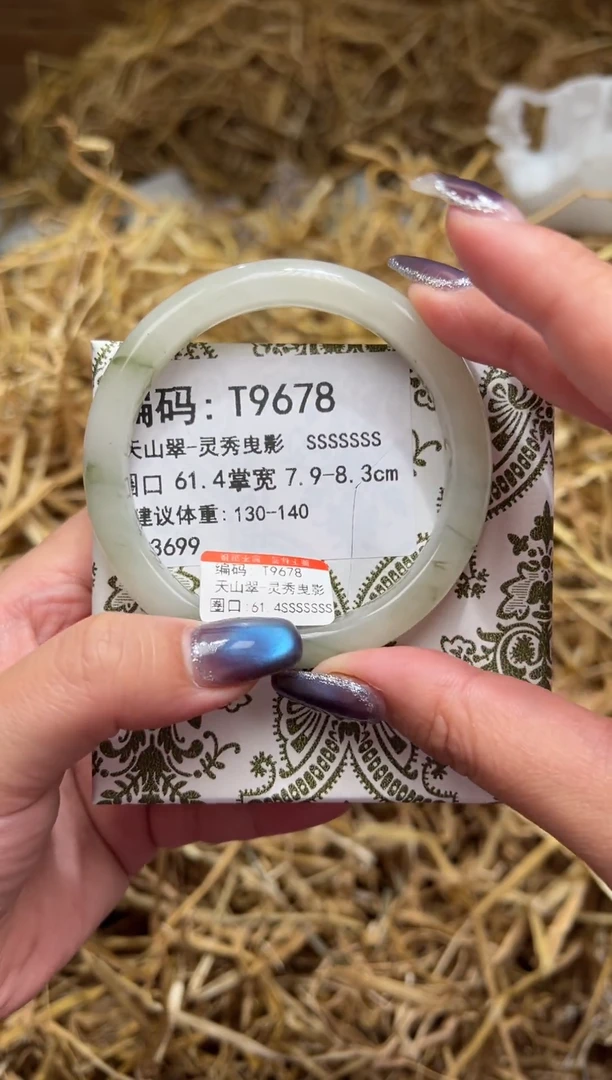 编码: T9678
天山翠-灵秀曳影 SSSSSSS
圈口 61.4掌宽 7.9-8.3cm
建议体重: 130-140
3699
编码 T9678
天山翠-灵秀曳影
圈口:61.4SSSSSSS